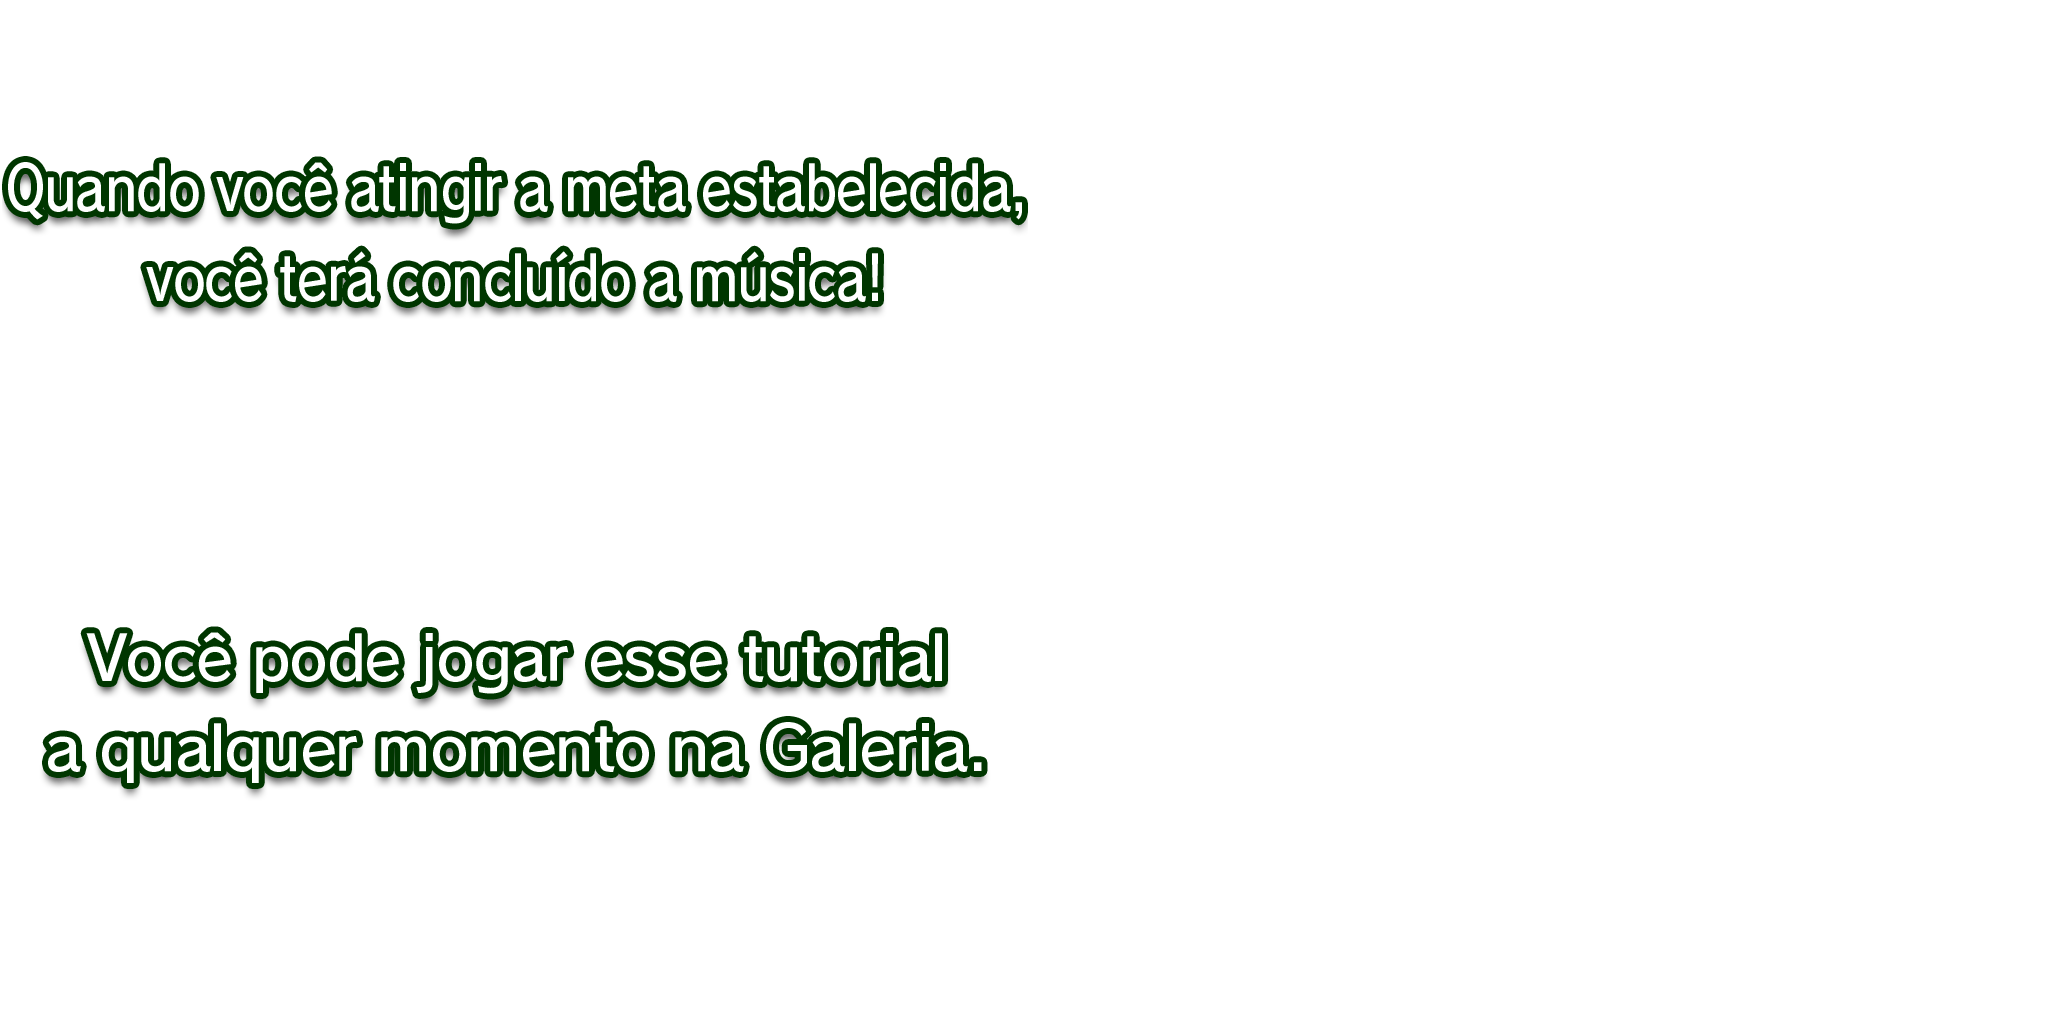 Quando você atingir a meta estabelecida,
você terá concluído a música!
Você pode jogar esse tutorial
a qualquer momento na Galeria.